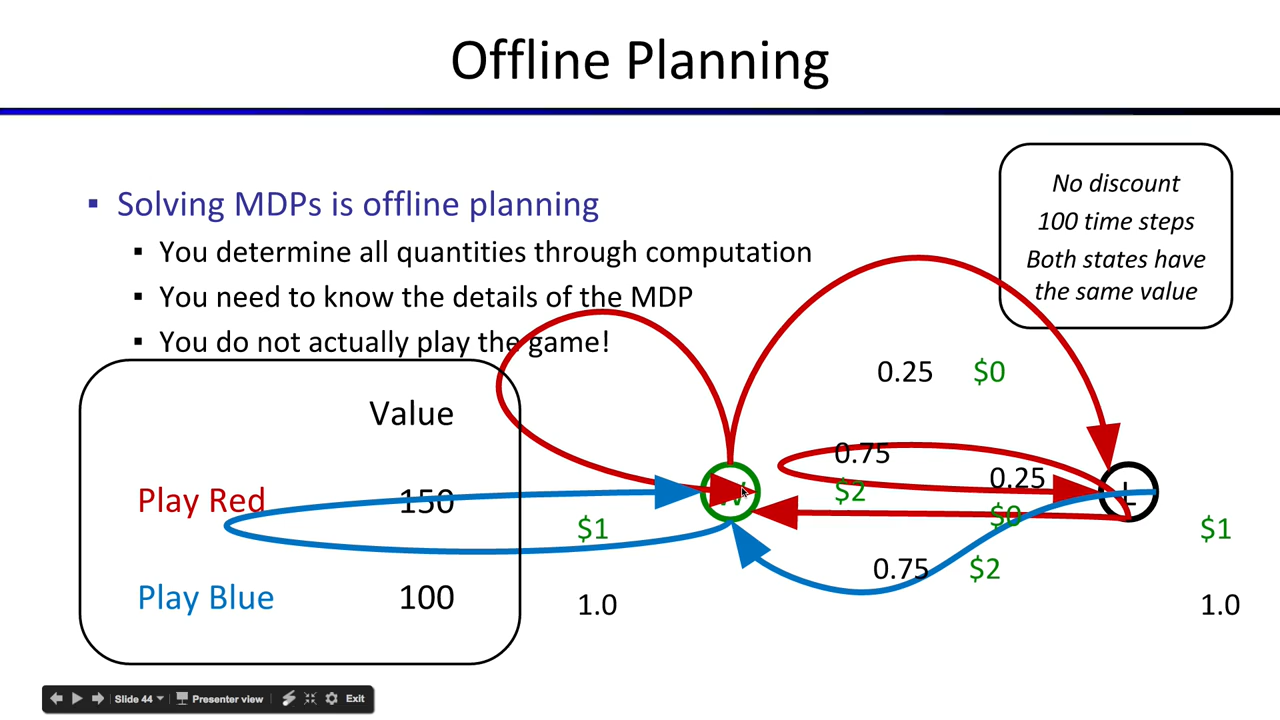 Offline Planning
▪ Solving MDPs is offline planning
▪ You determine all quantities through computation
▪ You need to know the details of the MDP
▪ You do not actually play the game!
No discount
100 time steps
Both states have
the same value
Value
Play Red 150
Play Blue 100
0.25 $0
0.75
$2
0.25
$0
0.75 $2
$1
1.0
$1
1.0
W
L
Slide 44
Presenter view
Exit